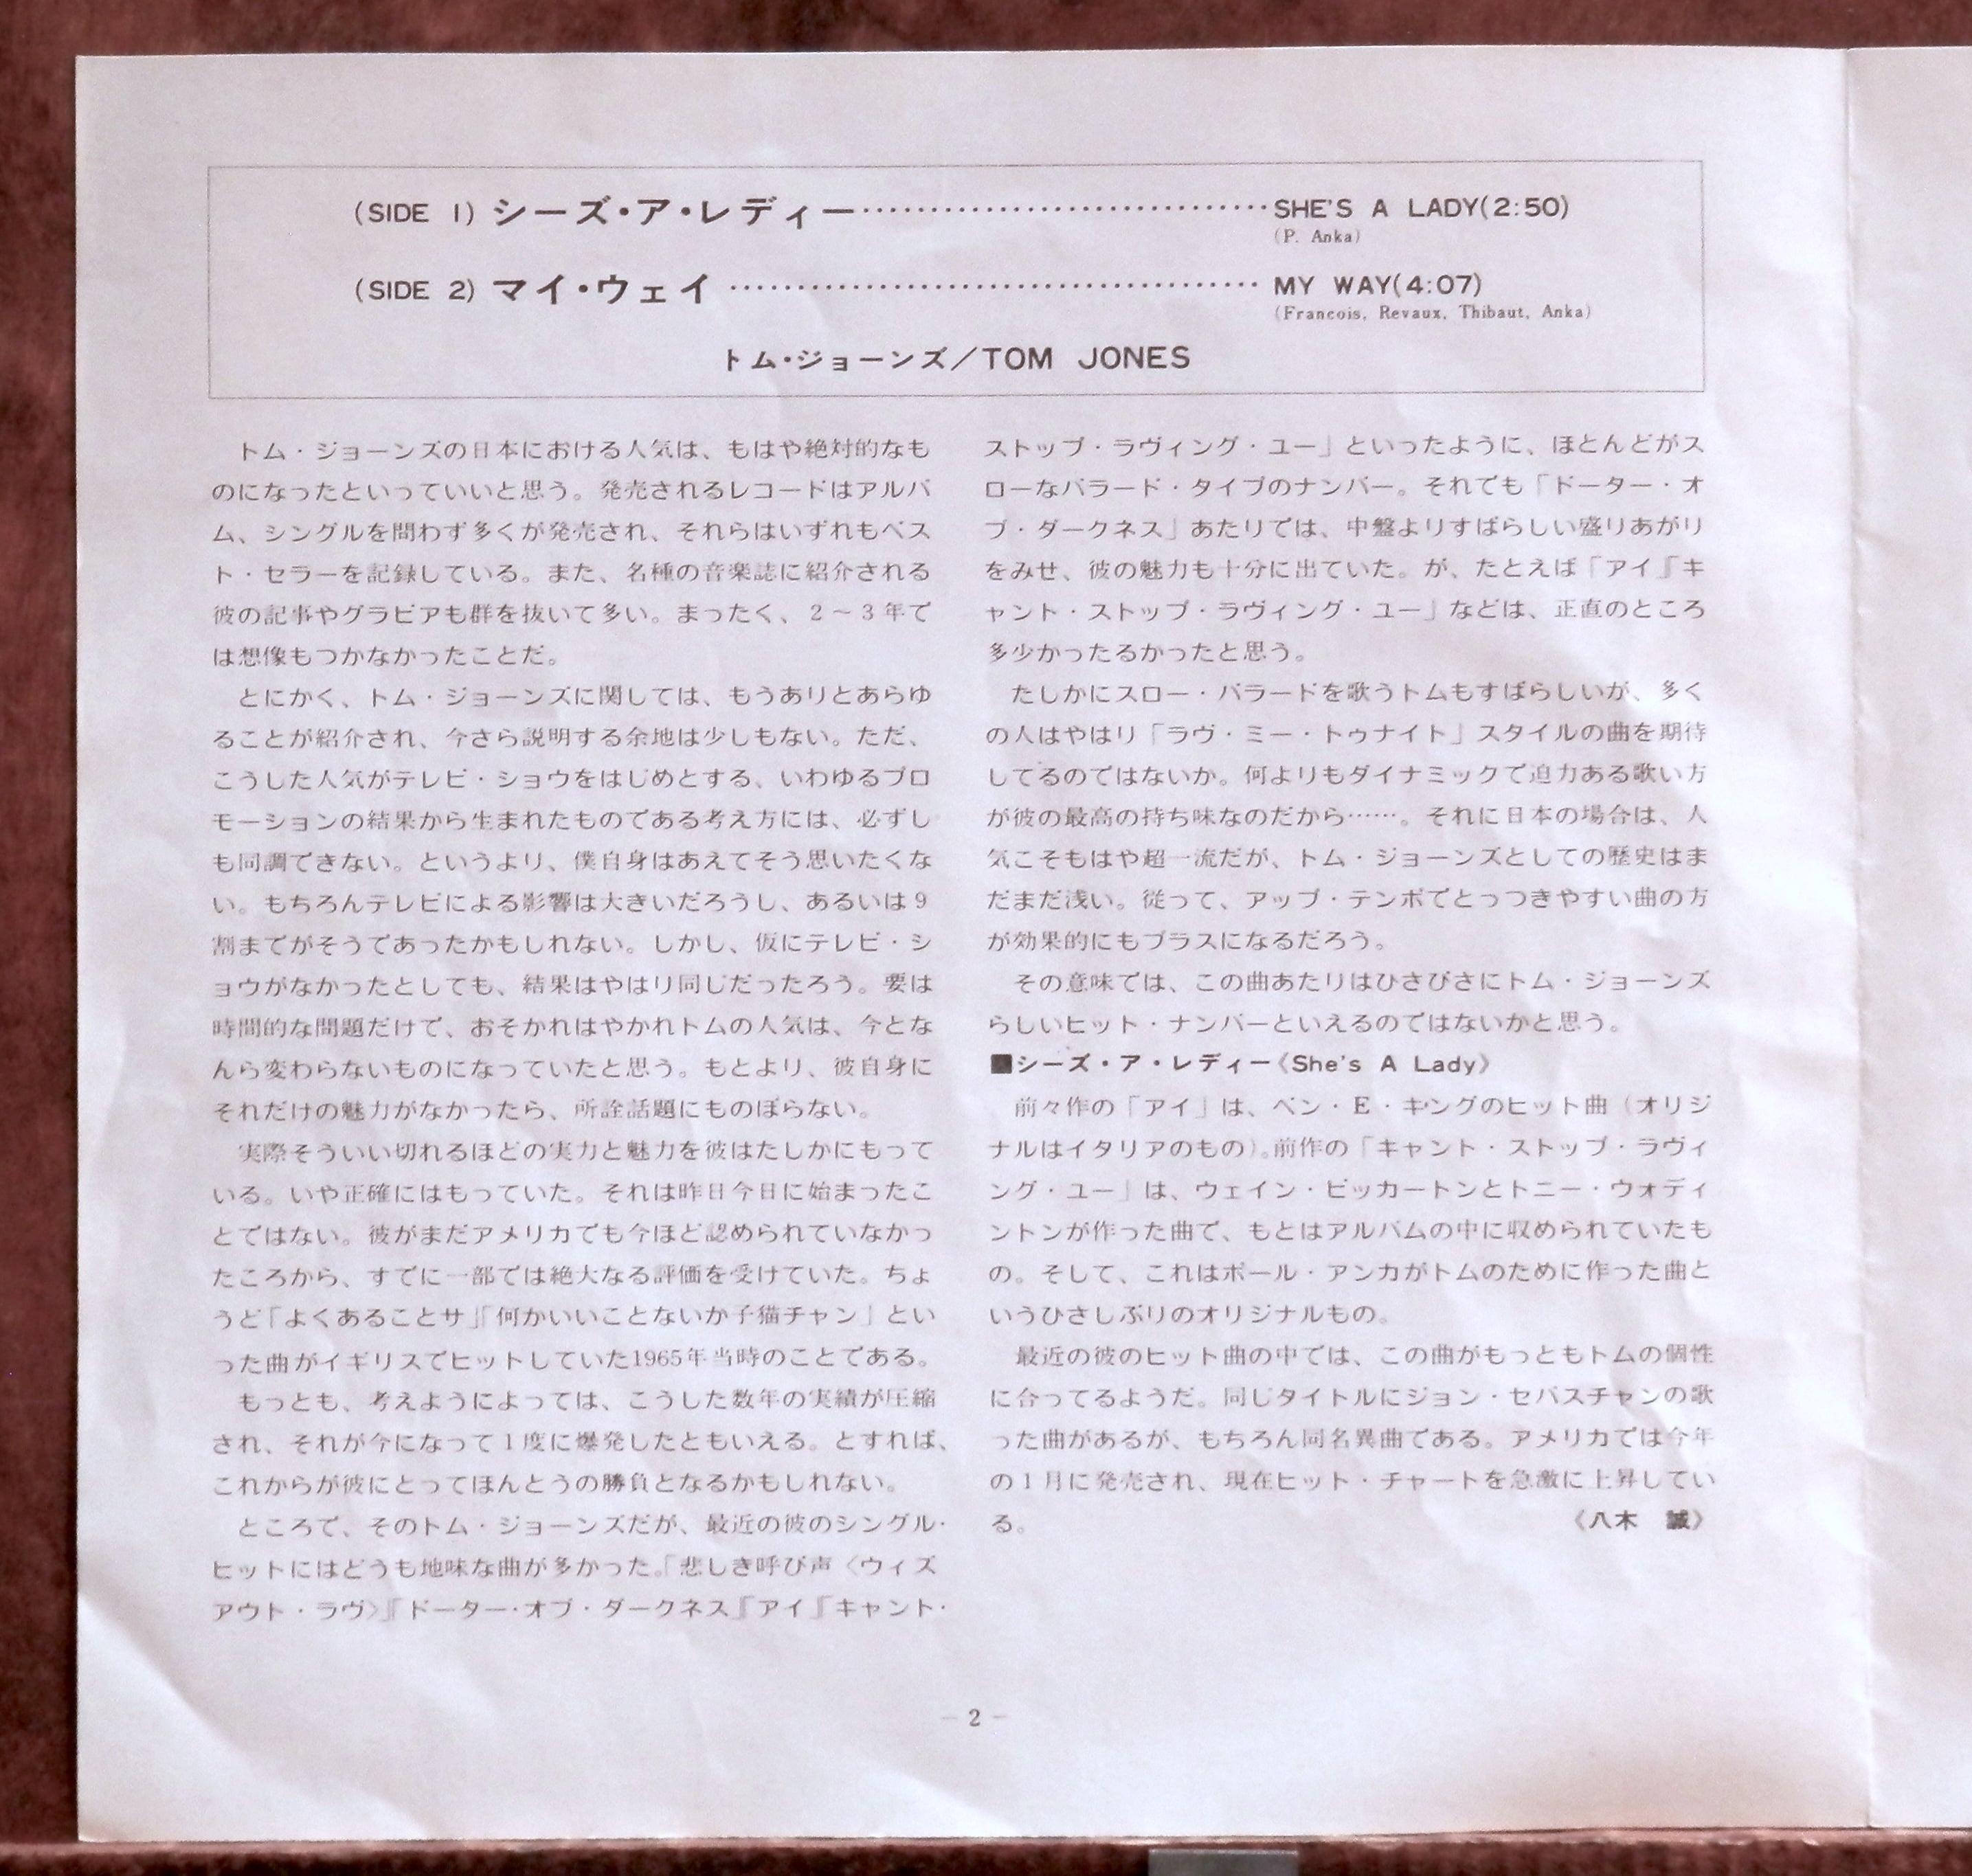 (SIDE 1) シーズ・ア・レディー……………………………SHE'S A LADY(2:50)
(P. Anka)
(SIDE 2) マイ・ウェイ……………………………………MY WAY(4:07)
(Francois, Revaux, Thibaut, Anka)
トム・ジョーンズ／TOM JONES
トム・ジョーンズの日本における人気は、もはや絶対的なも
のになったといっていいと思う。発売されるレコードはアルバ
ム、シングルを問わず多くが発売され、それらはいずれもベス
ト・セラーを記録している。また、名種の音楽誌に紹介される
彼の記事やグラビアも群を抜いて多い。まったく、2～3年で
は想像もつかなかったことだ。
とにかく、トム・ジョーンズに関しては、もうありとあらゆ
ることが紹介され、今さら説明する余地は少しもない。ただ、
こうした人気がテレビ・ショウをはじめとする、いわゆるプロ
モーションの結果から生まれたものである考え方には、必ずし
も同調できない。というより、僕自身はあえてそう思いたくな
い。もちろんテレビによる影響は大きいだろうし、あるいは9
割までがそうであったかもしれない。しかし、仮にテレビ・シ
ョウがなかったとしても、結果はやはり同じだったろう。要は
時間的な問題だけで、おそかれはやかれトムの人気は、今とな
んら変わらないものになっていたと思う。もとより、彼自身に
それだけの魅力がなかったら、所詮話題にものぼらない。
実際そういい切れるほどの実力と魅力を彼はたしかにもって
いる。いや正確にはもっていた。それは昨日今日に始まったこ
とではない。彼がまだアメリカでも今ほど認められていなかっ
たころから、すでに一部では絶大なる評価を受けていた。ちょ
うど「よくあることサ」「何かいいことないか子猫チャン」とい
った曲がイギリスでヒットしていた1965年当時のことである。
もっとも、考えようによっては、こうした数年の実績が圧縮
され、それが今になって1度に爆発したともいえる。とすれば、
これからが彼にとってほんとうの勝負となるかもしれない。
ところで、そのトム・ジョーンズだが、最近の彼のシングル・
ヒットにはどうも地味な曲が多かった。「悲しき呼び声〈ウィズ
アウト・ラヴ〉」「ドーター・オブ・ダークネス」「アイ」「キャント・
ストップ・ラヴィング・ユー」といったように、ほとんどがス
ローなバラード・タイプのナンバー。それでも「ドーター・オ
ブ・ダークネス」あたりでは、中盤よりすばらしい盛りあがり
をみせ、彼の魅力も十分に出ていた。が、たとえば「アイ」「キ
ャント・ストップ・ラヴィング・ユー」などは、正直のところ
多少かったるかったと思う。
たしかにスロー・バラードを歌うトムもすばらしいが、多く
の人はやはり「ラヴ・ミー・トゥナイト」スタイルの曲を期待
してるのではないか。何よりもダイナミックで迫力ある歌い方
が彼の最高の持ち味なのだから……。それに日本の場合は、人
気こそもはや超一流だが、トム・ジョーンズとしての歴史はま
だまだ浅い。従って、アップ・テンポでとっつきやすい曲の方
が効果的にもプラスになるだろう。
その意味では、この曲あたりはひさびさにトム・ジョーンズ
らしいヒット・ナンバーといえるのではないかと思う。
■シーズ・ア・レディー《She's A Lady》
前々作の「アイ」は、ベン・E・キングのヒット曲（オリジ
ナルはイタリアのもの）。前作の「キャント・ストップ・ラヴィ
ング・ユー」は、ウェイン・ビッカートンとトニー・ウォディ
ントンが作った曲で、もとはアルバムの中に収められていたも
の。そして、これはポール・アンカがトムのために作った曲と
いうひさしぶりのオリジナルもの。
最近の彼のヒット曲の中では、この曲がもっともトムの個性
に合ってるようだ。同じタイトルにジョン・セバスチャンの歌
った曲があるが、もちろん同名異曲である。アメリカでは今年
の1月に発売され、現在ヒット・チャートを急激に上昇してい
る。
《八木　誠》
－2－